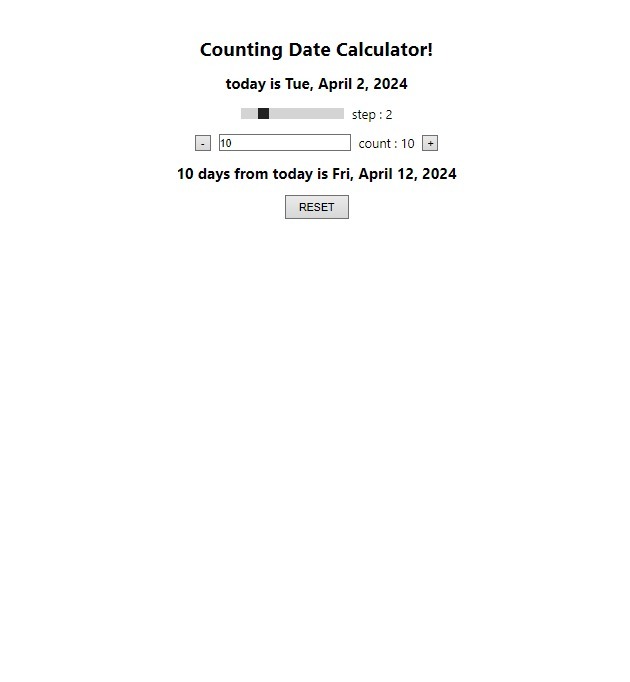 Counting Date Calculator!
today is Tue, April 2, 2024
step : 2
- 10 count : 10 +
10 days from today is Fri, April 12, 2024
RESET